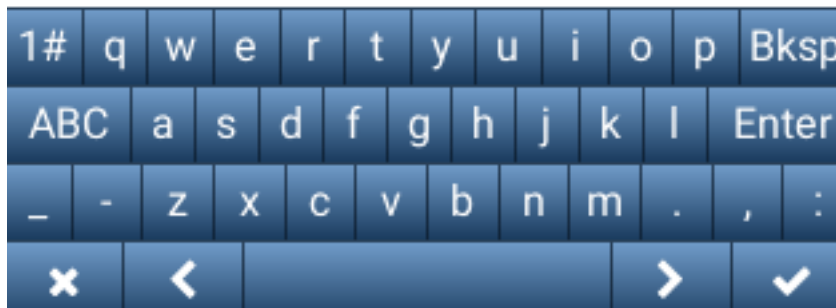 1# q w e r t y u i o p Bksp
ABC a s d f g h j k l Enter
_ - z x c v b n m . , :